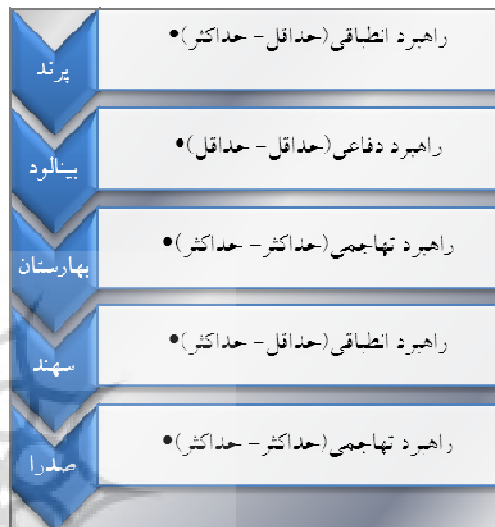 پرند
راهبرد انطباقی(حداقل- حداکثر)•
بینالود
راهبرد دفاعی(حداقل- حداقل)•
بهارستان
راهبرد تهاجمی(حداکثر- حداکثر)•
سهند
راهبرد انطباقی(حداقل- حداکثر)•
صدرا
راهبرد تهاجمی(حداکثر- حداکثر)•